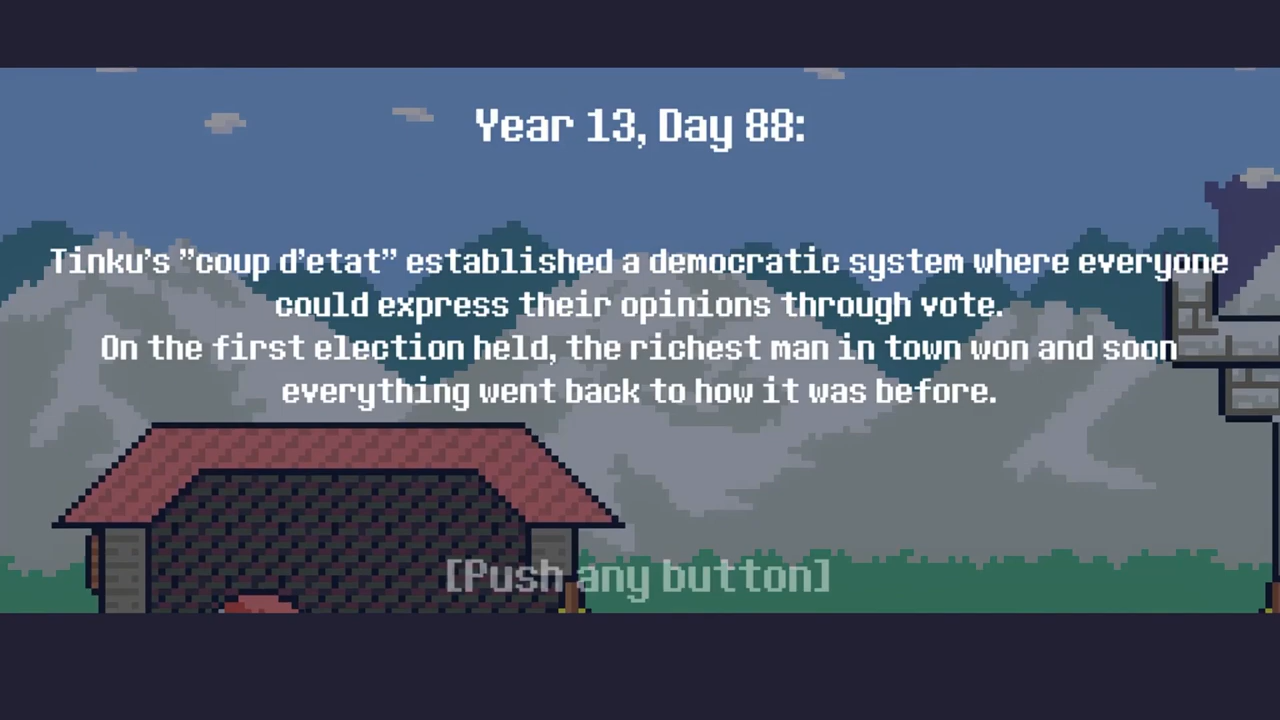 Year 13, Day 88:
Tinku's "coup d'etat" established a democratic system where everyone
could express their opinions through vote.
On the first election held, the richest man in town won and soon
everything went back to how it was before.
[Push any button]